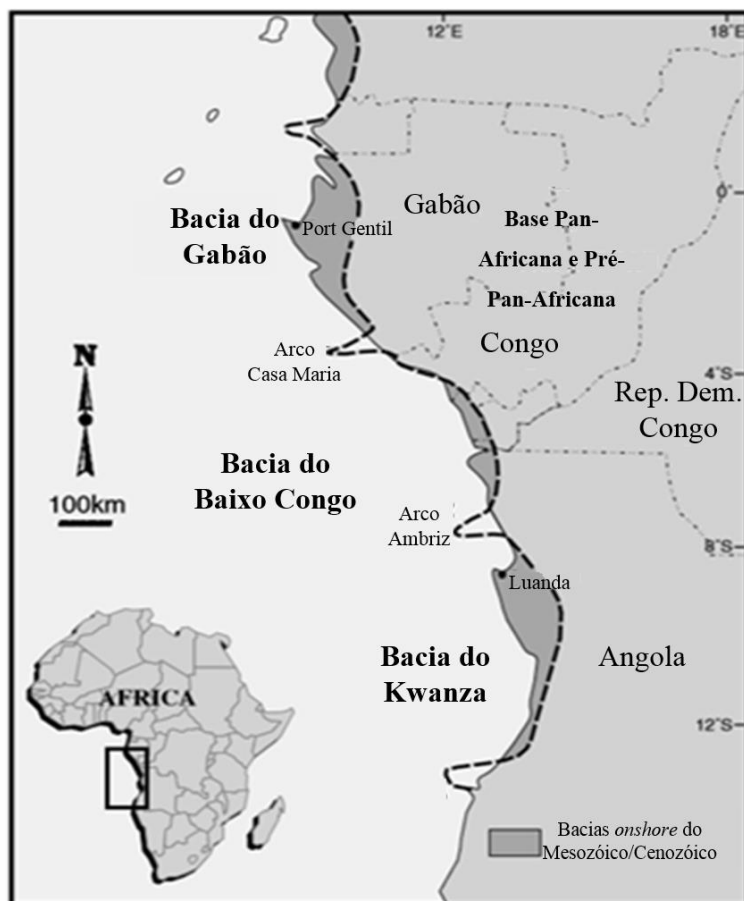 12°E
18°E
0°
Gabão
Base Pan-
Africana e Pré-
Pan-Africana
Bacia do
Gabão
Port Gentil
Congo
Arco
Casa Maria
4°S
Rep. Dem.
Congo
N
100km
Bacia do
Baixo Congo
Arco
Ambriz
8°S
Luanda
Bacia do
Kwanza
Angola
AFRICA
12°S
Bacias onshore do
Mesozóico/Cenozóico